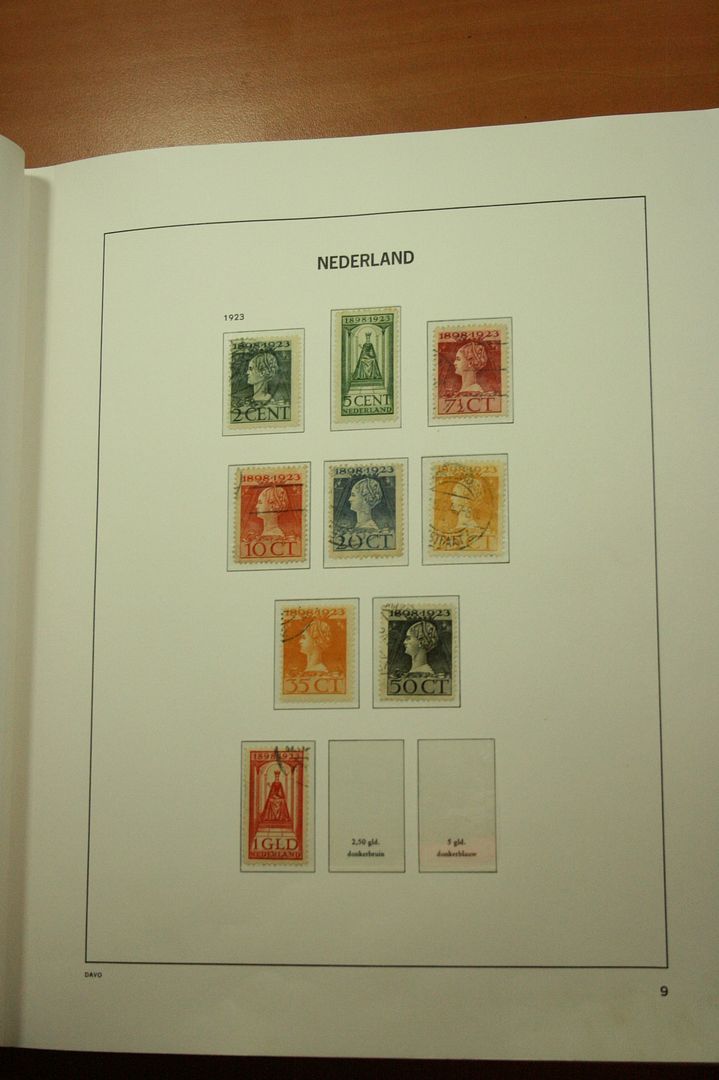 NEDERLAND
1923
1898-1923
2 CENT
1898-1923
5 CENT
NEDERLAND
1898-1923
7½ CT
1898-1923
10 CT
1898-1923
20 CT
1898-1923
CT
1898-1923
35 CT
1898-1923
50 CT
1898-1923
1 GLD
NEDERLAND
2,50 gld.
donkerbruin
5 gld.
donkerblauw
DAVO
9